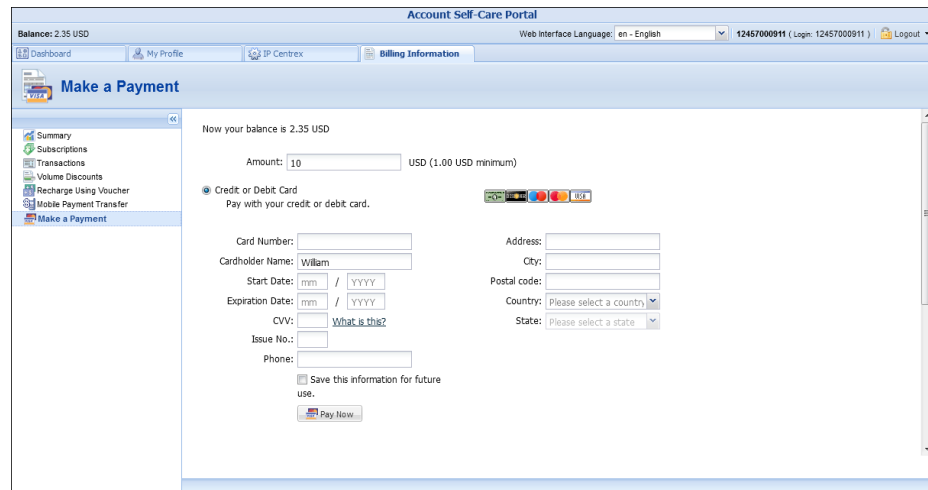 Account Self-Care Portal
Balance: 2.35 USD
Web Interface Language: en - English
12457000911 ( Login: 12457000911 )
Logout
Dashboard
My Profile
IP Centrex
Billing Information
VISA
Make a Payment
Summary
Subscriptions
Transactions
Volume Discounts
Recharge Using Voucher
Mobile Payment Transfer
Make a Payment
Now your balance is 2.35 USD
Amount: 10 USD (1.00 USD minimum)
Credit or Debit Card
VISA
Pay with your credit or debit card.
Card Number:
Address:
Cardholder Name: William
City:
Start Date: mm / YYYY
Postal code:
Expiration Date: mm / YYYY
Country: Please select a country
CVV: What is this?
State: Please select a state
Issue No.:
Phone:
Save this information for future
use.
Pay Now